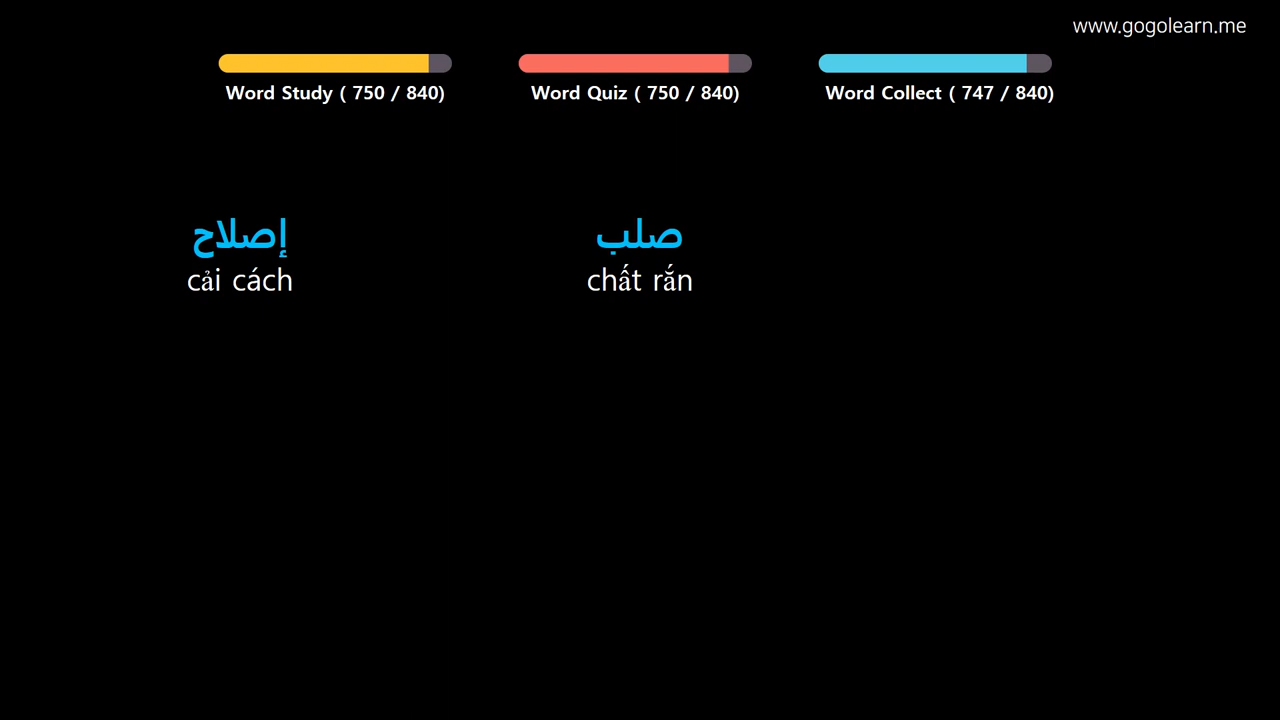 www.gogolearn.me
Word Study ( 750 / 840)
Word Quiz ( 750 / 840)
Word Collect ( 747 / 840)
إصلاح
cải cách
صلب
chất rắn